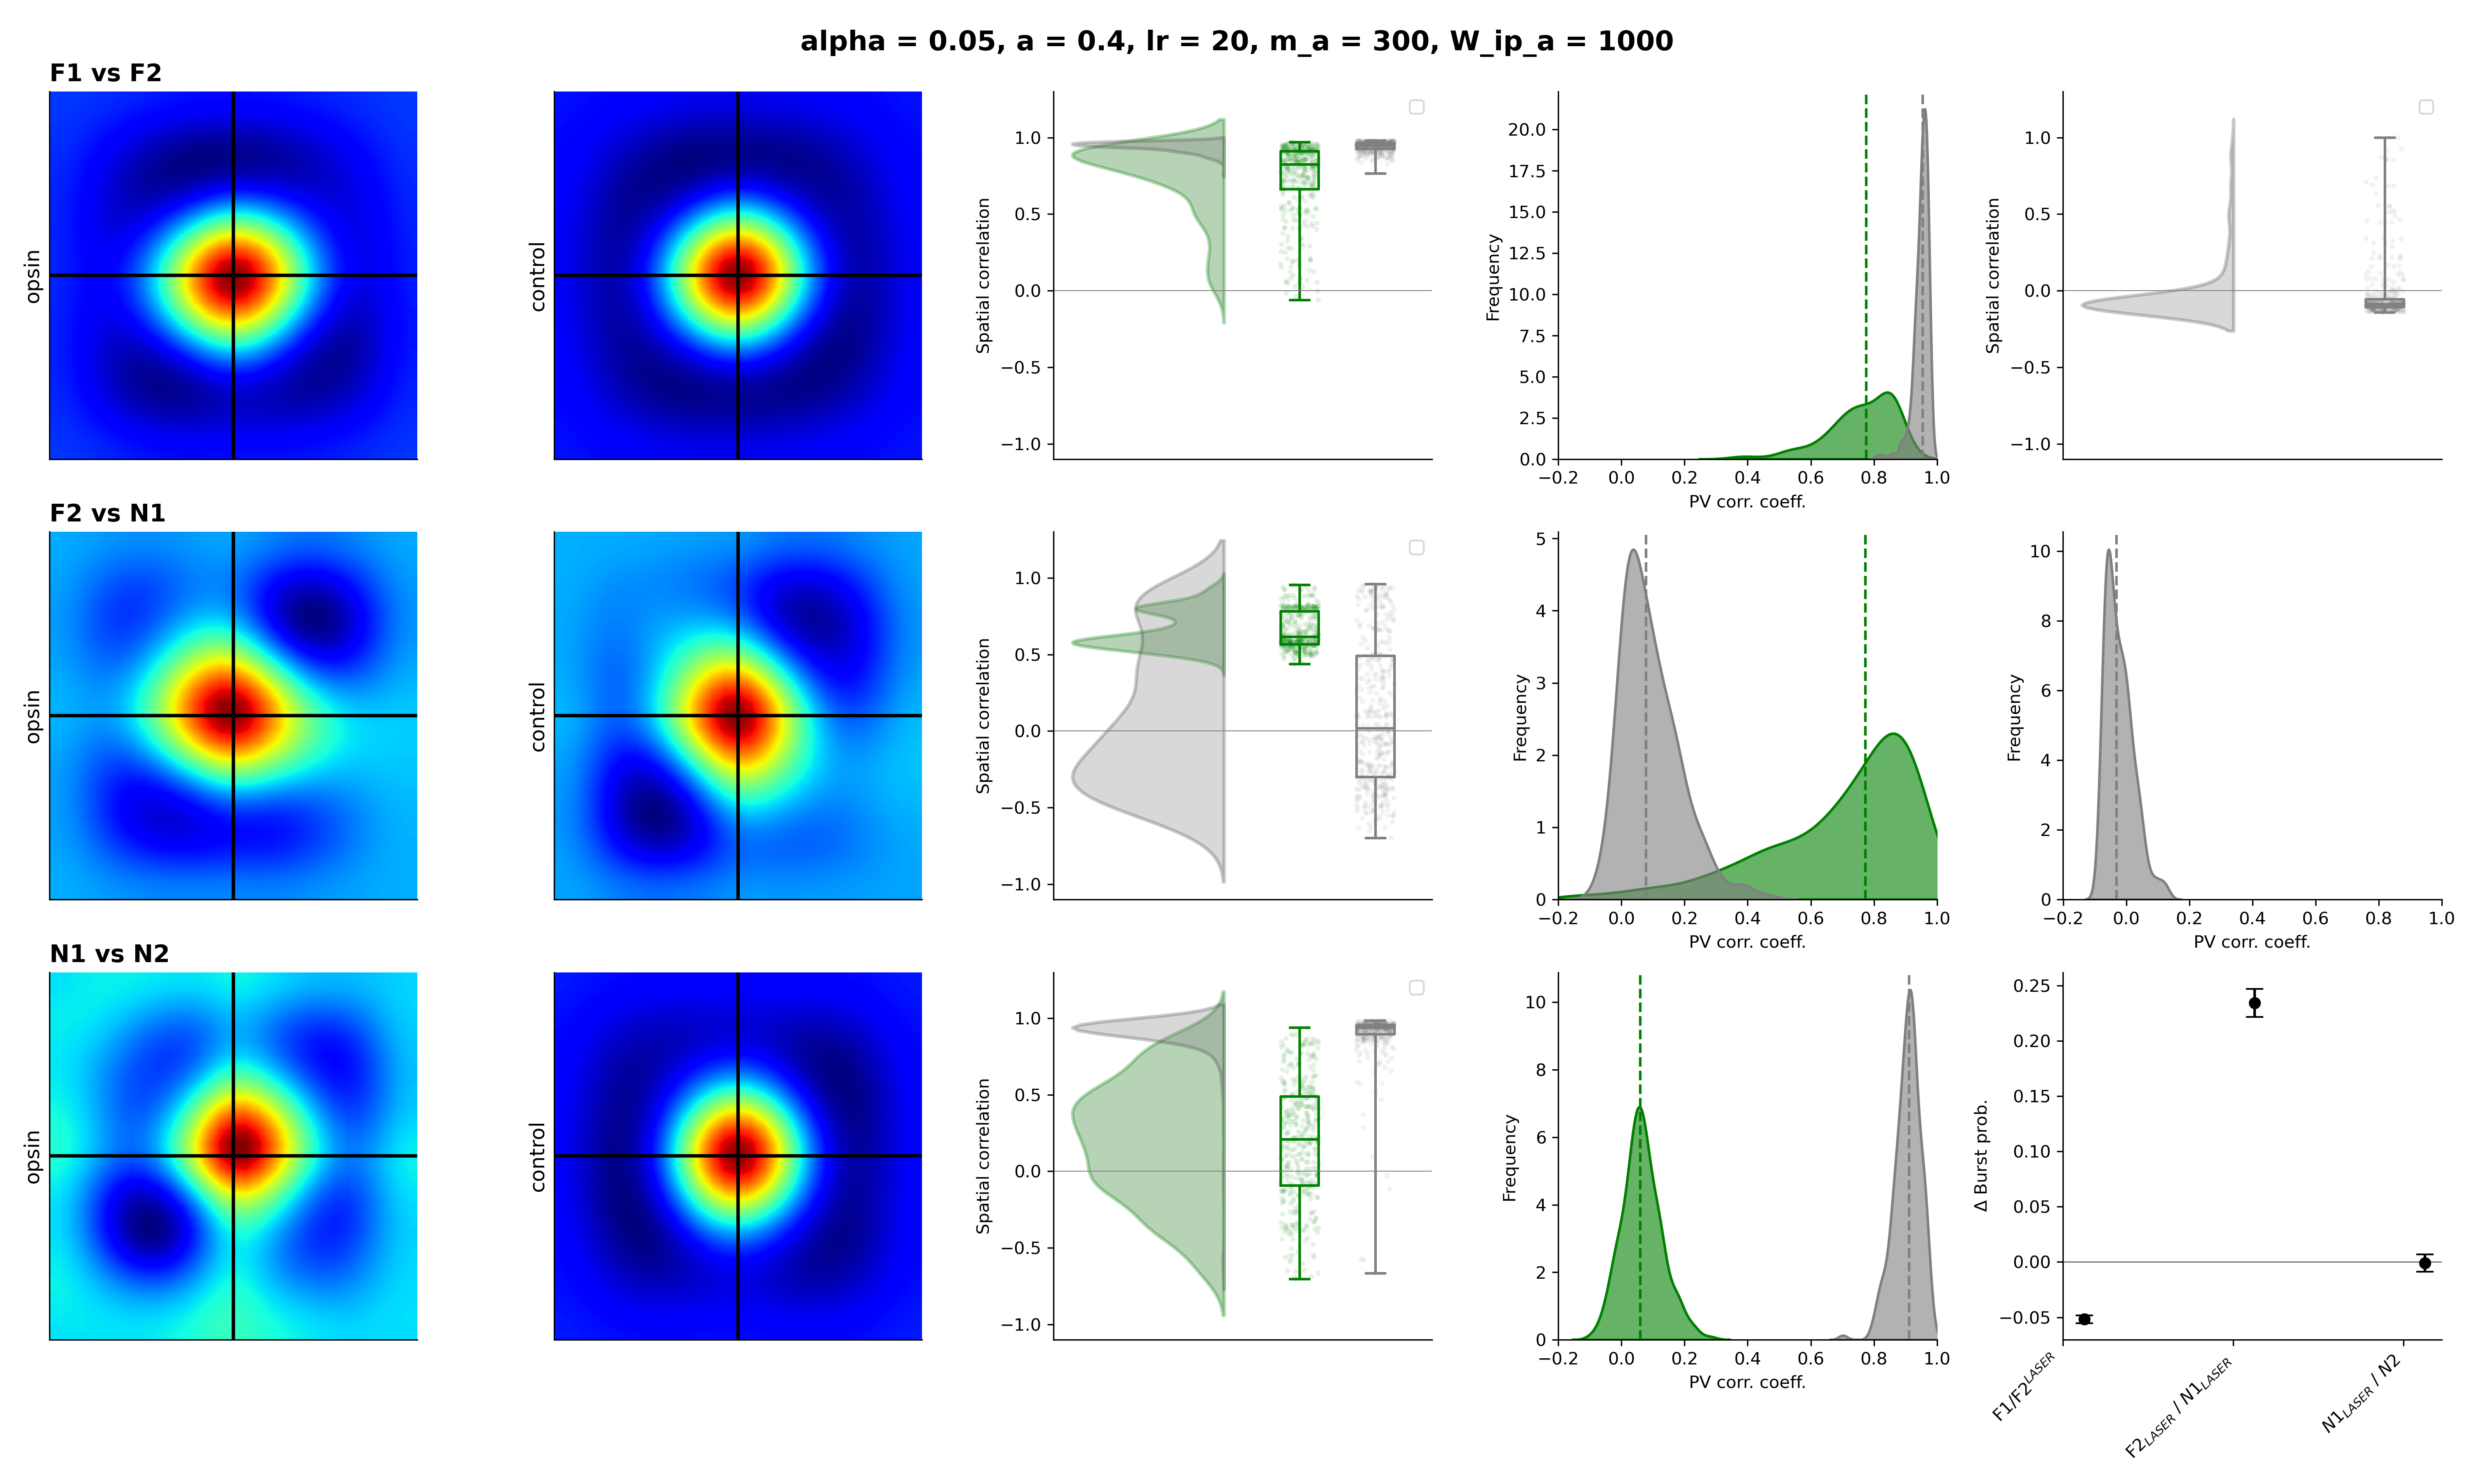 alpha = 0.05, a = 0.4, lr = 20, m_a = 300, W_ip_a = 1000
F1 vs F2
opsin
control
Spatial correlation
1.0
0.5
0.0
−0.5
−1.0
Frequency
20.0
17.5
15.0
12.5
10.0
7.5
5.0
2.5
0.0
−0.2 0.0 0.2 0.4 0.6 0.8 1.0
PV corr. coeff.
Spatial correlation
1.0
0.5
0.0
−0.5
−1.0
F2 vs N1
opsin
control
Spatial correlation
1.0
0.5
0.0
−0.5
−1.0
Frequency
5
4
3
2
1
0
−0.2 0.0 0.2 0.4 0.6 0.8 1.0
PV corr. coeff.
Frequency
10
8
6
4
2
0
−0.2 0.0 0.2 0.4 0.6 0.8 1.0
PV corr. coeff.
N1 vs N2
opsin
control
Spatial correlation
1.0
0.5
0.0
−0.5
−1.0
Frequency
10
8
6
4
2
0
−0.2 0.0 0.2 0.4 0.6 0.8 1.0
PV corr. coeff.
Δ Burst prob.
0.25
0.20
0.15
0.10
0.05
0.00
−0.05
F1/F2^LASER
F2_LASER / N1_LASER
N1_LASER / N2